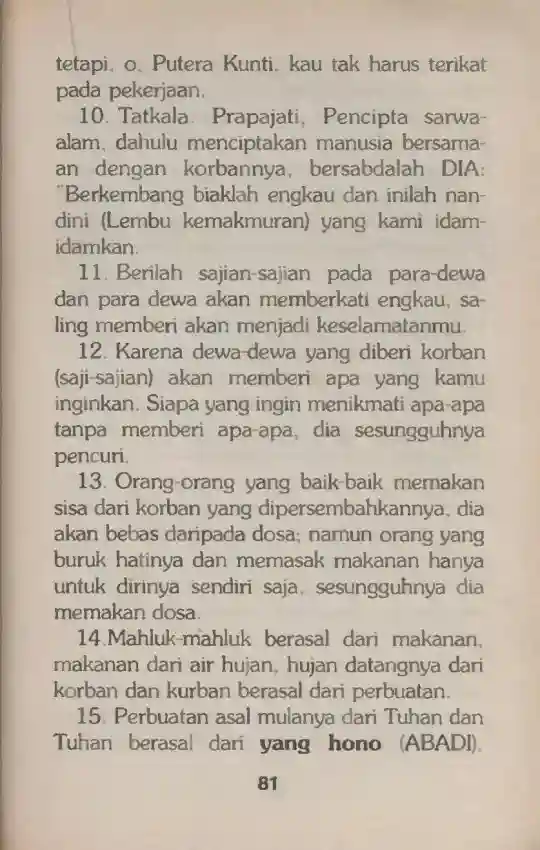 tetapi, o, Putera Kunti, kau tak harus terikat
pada pekerjaan.
10. Tatkala Prapajati, Pencipta sarwa-
alam, dahulu menciptakan manusia bersama-
an dengan korbannya, bersabdalah DIA:
"Berkembang biaklah engkau dan inilah nan-
dini (Lembu kemakmuran) yang kami idam-
idamkan.
11. Berilah sajian-sajian pada para-dewa
dan para dewa akan memberkati engkau, sa-
ling memberi akan menjadi keselamatanmu.
12. Karena dewa-dewa yang diberi korban
(saji-sajian) akan memberi apa yang kamu
inginkan. Siapa yang ingin menikmati apa-apa
tanpa memberi apa-apa, dia sesungguhnya
pencuri.
13. Orang-orang yang baik-baik memakan
sisa dari korban yang dipersembahkannya, dia
akan bebas daripada dosa; namun orang yang
buruk hatinya dan memasak makanan hanya
untuk dirinya sendiri saja, sesungguhnya dia
memakan dosa.
14.Mahluk-mahluk berasal dari makanan,
makanan dari air hujan, hujan datangnya dari
korban dan kurban berasal dari perbuatan.
15. Perbuatan asal mulanya dari Tuhan dan
Tuhan berasal dari yang hono (ABADI).
81